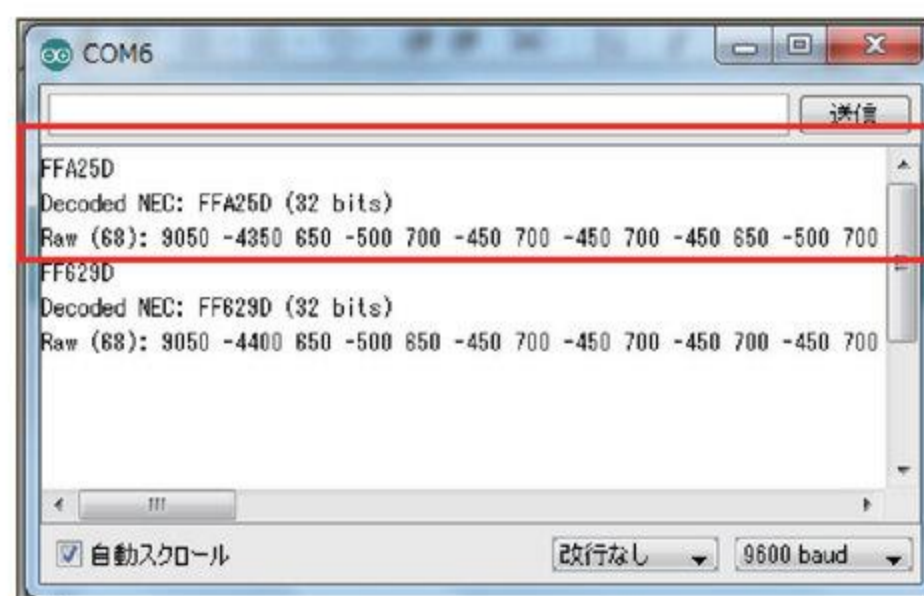 COM6
送信
FFA25D
Decoded NEC: FFA25D (32 bits)
Raw (68): 9050 -4350 650 -500 700 -450 700 -450 700 -450 650 -500 700
FF629D
Decoded NEC: FF629D (32 bits)
Raw (68): 9050 -4400 650 -500 650 -450 700 -450 700 -450 700 -450 700
自動スクロール
改行なし
9600 baud